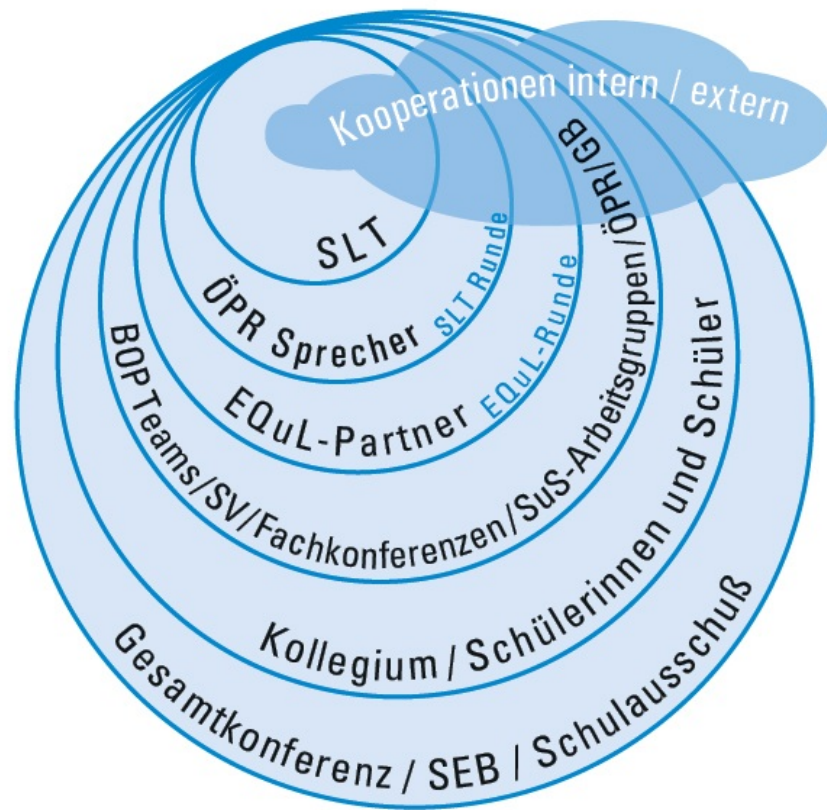 Kooperationen intern / extern
SLT
ÖPR Sprecher
SLT Runde
EQuL-Partner
EQuL-Runde
BOP Teams/SV/Fachkonferenzen/SuS-Arbeitsgruppen/ÖPR/GB
Kollegium / Schülerinnen und Schüler
Gesamtkonferenz / SEB / Schulausschuß